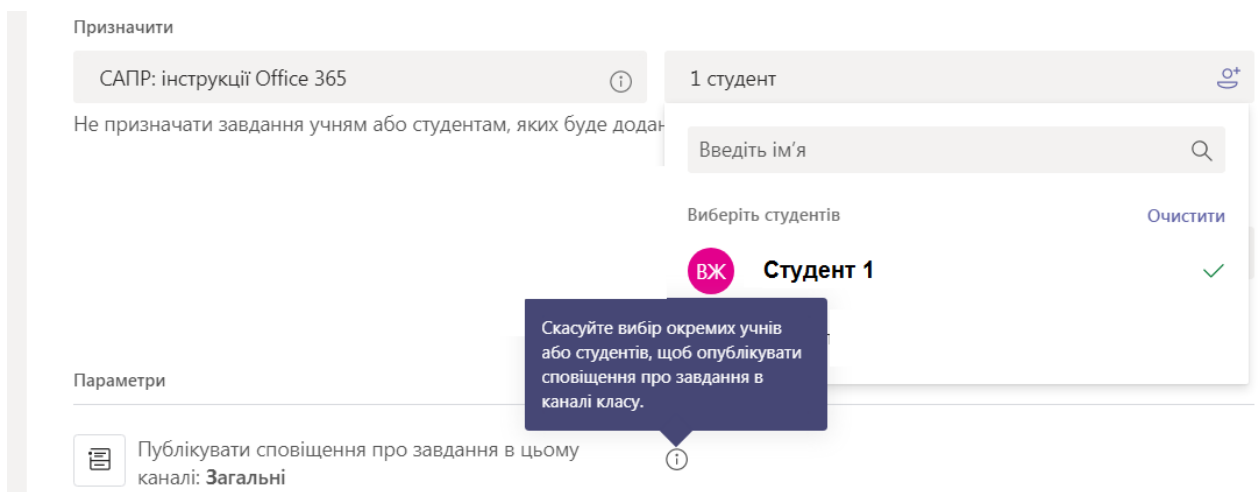 Призначити
САПР: інструкції Office 365
1 студент
Не призначати завдання учням або студентам, яких буде
Введіть ім'я
Виберіть студентів
Очистити
ВЖ
Студент 1
Скасуйте вибір окремих учнів
або студентів, щоб опублікувати
сповіщення про завдання в
каналі класу.
Параметри
Публікувати сповіщення про завдання в цьому
каналі: Загальні